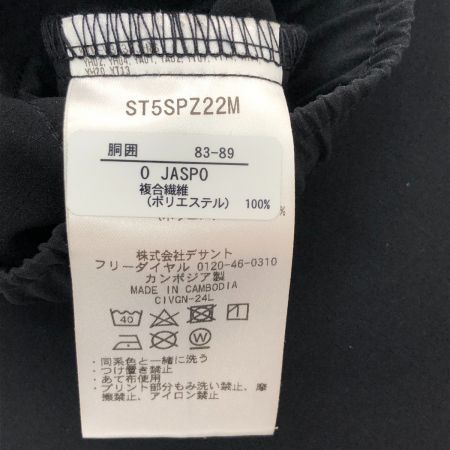 YH20, YT13
ST5SPZ22M
胴囲 83-89
O JASPO
複合繊維
(ポリエステル) 100%
%
株式会社デサント
フリーダイヤル 0120-46-0310
カンボジア製
MADE IN CAMBODIA
CIVGN-24L
40
W
・同系色と一緒に洗う
・つけ置き禁止
・あて布使用
・プリント部分もみ洗い禁止、摩
擦禁止、アイロン禁止